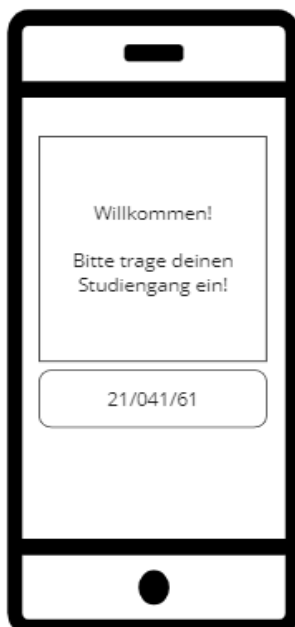 Willkommen!
Bitte trage deinen
Studiengang ein!
21/041/61